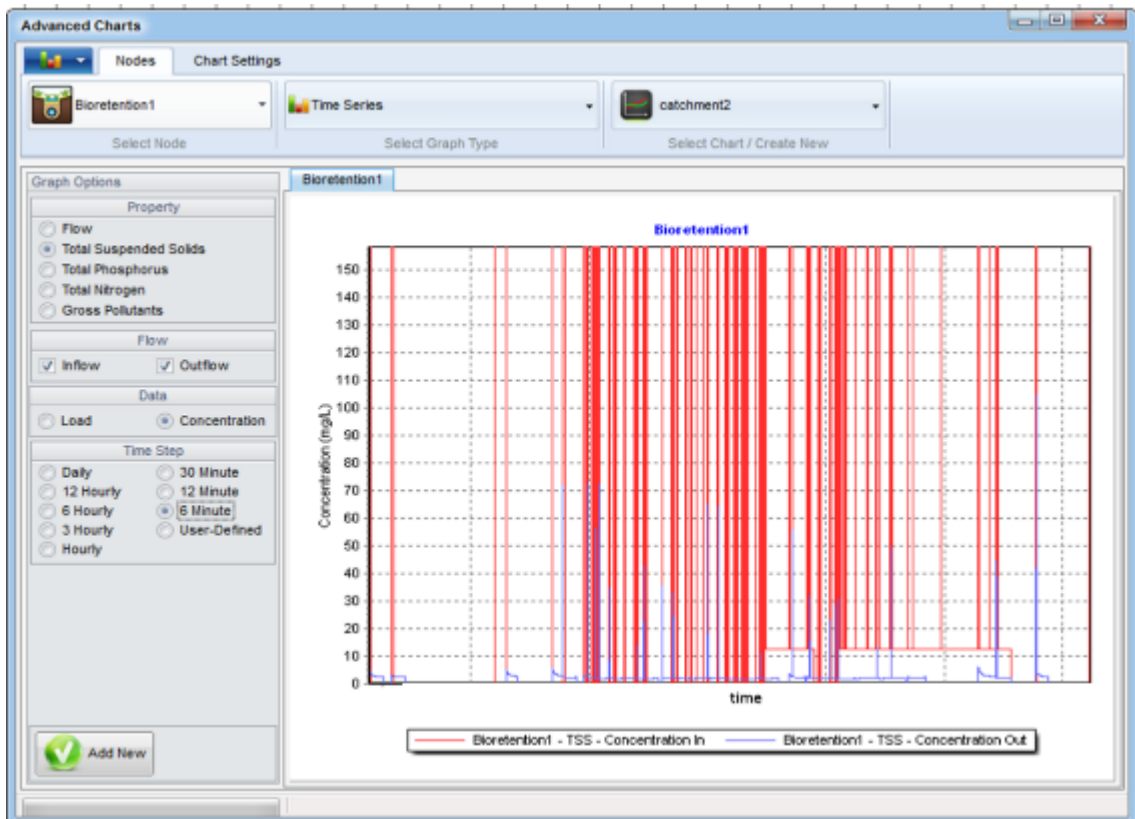 Advanced Charts
Nodes Chart Settings
Bioretention1 Time Series catchment2
Select Node Select Graph Type Select Chart / Create New
Graph Options
Property
Flow
Total Suspended Solids
Total Phosphorus
Total Nitrogen
Gross Pollutants
Flow
Inflow Outflow
Data
Load Concentration
Time Step
Daily 30 Minute
12 Hourly 12 Minute
6 Hourly 6 Minute
3 Hourly User-Defined
Hourly
Add New
Bioretention1
Bioretention1
Concentration (mg/L)
150
140
130
120
110
100
90
80
70
60
50
40
30
20
10
0
time
Bioretention1 - TSS - Concentration In Bioretention1 - TSS - Concentration Out